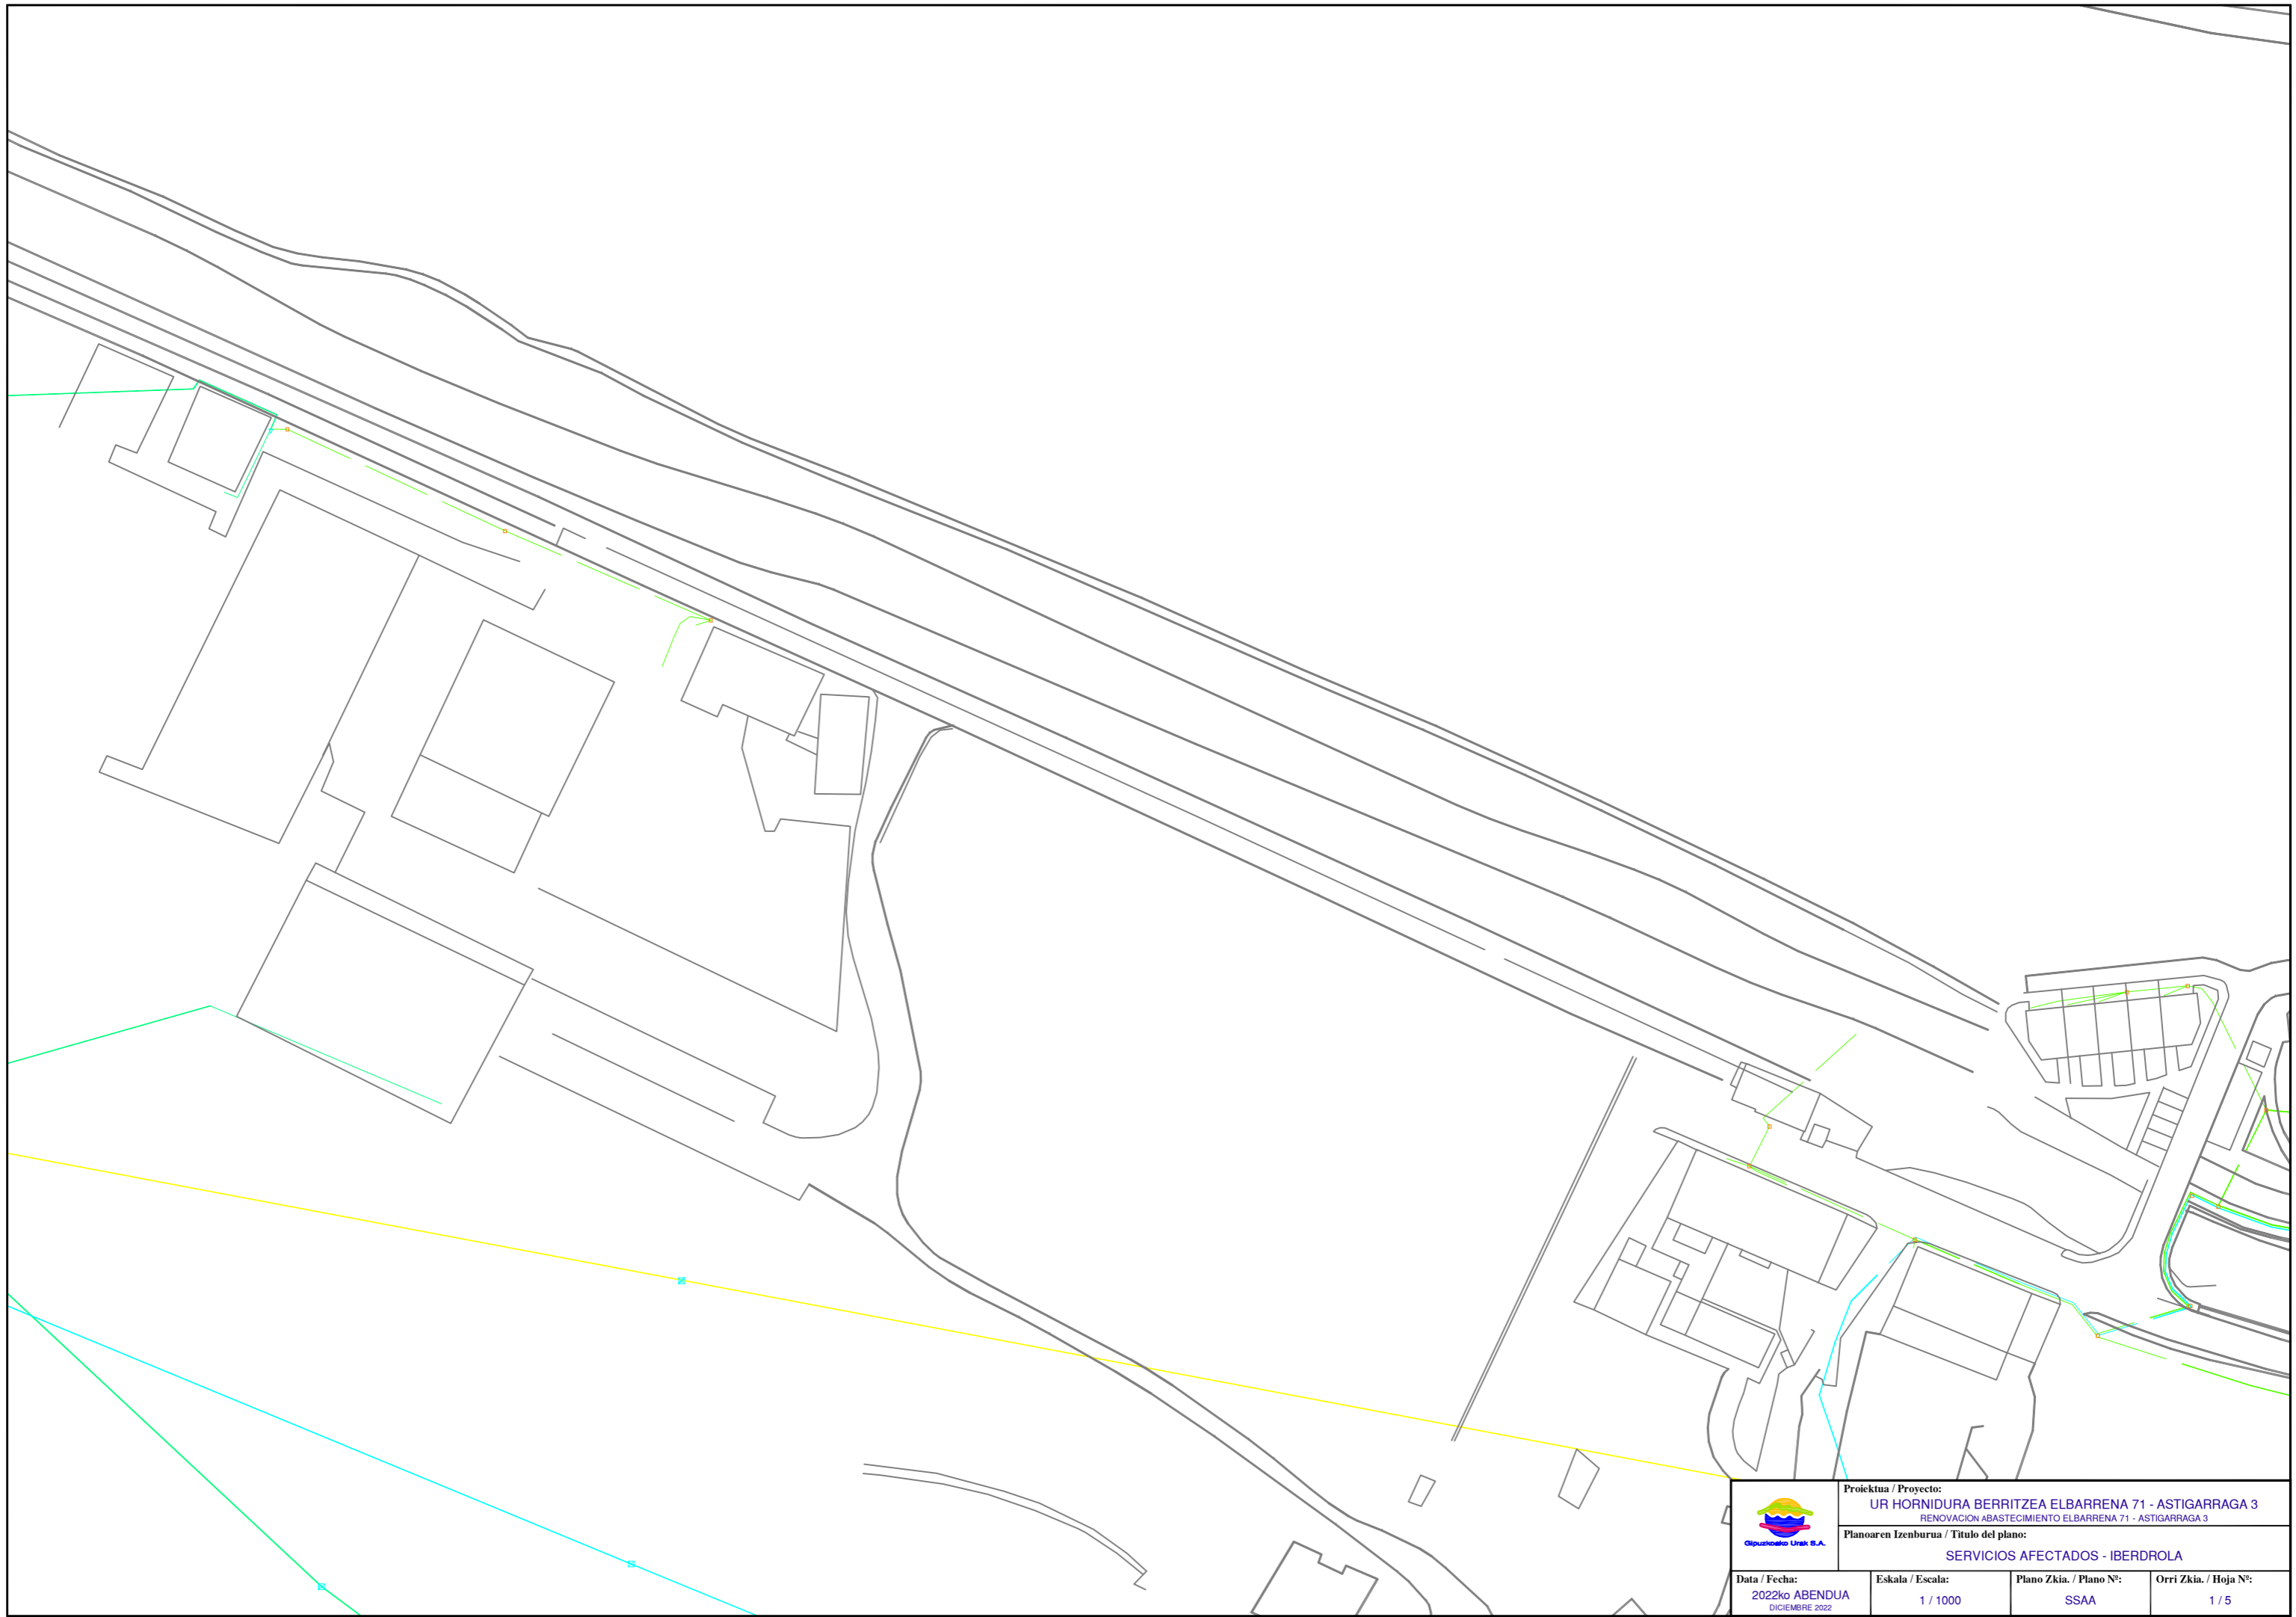 Proiektua / Proyecto:
UR HORNIDURA BERRITZEA ELBARRENA 71 - ASTIGARRAGA 3
RENOVACION ABASTECIMIENTO ELBARRENA 71 - ASTIGARRAGA 3
Gipuzkoako Urak S.A.
Planoaren Izenburua / Titulo del plano:
SERVICIOS AFECTADOS - IBERDROLA
Data / Fecha:
2022ko ABENDUA
DICIEMBRE 2022
Eskala / Escala:
1 / 1000
Plano Zkia. / Plano Nº:
SSAA
Orri Zkia. / Hoja Nº:
1 / 5